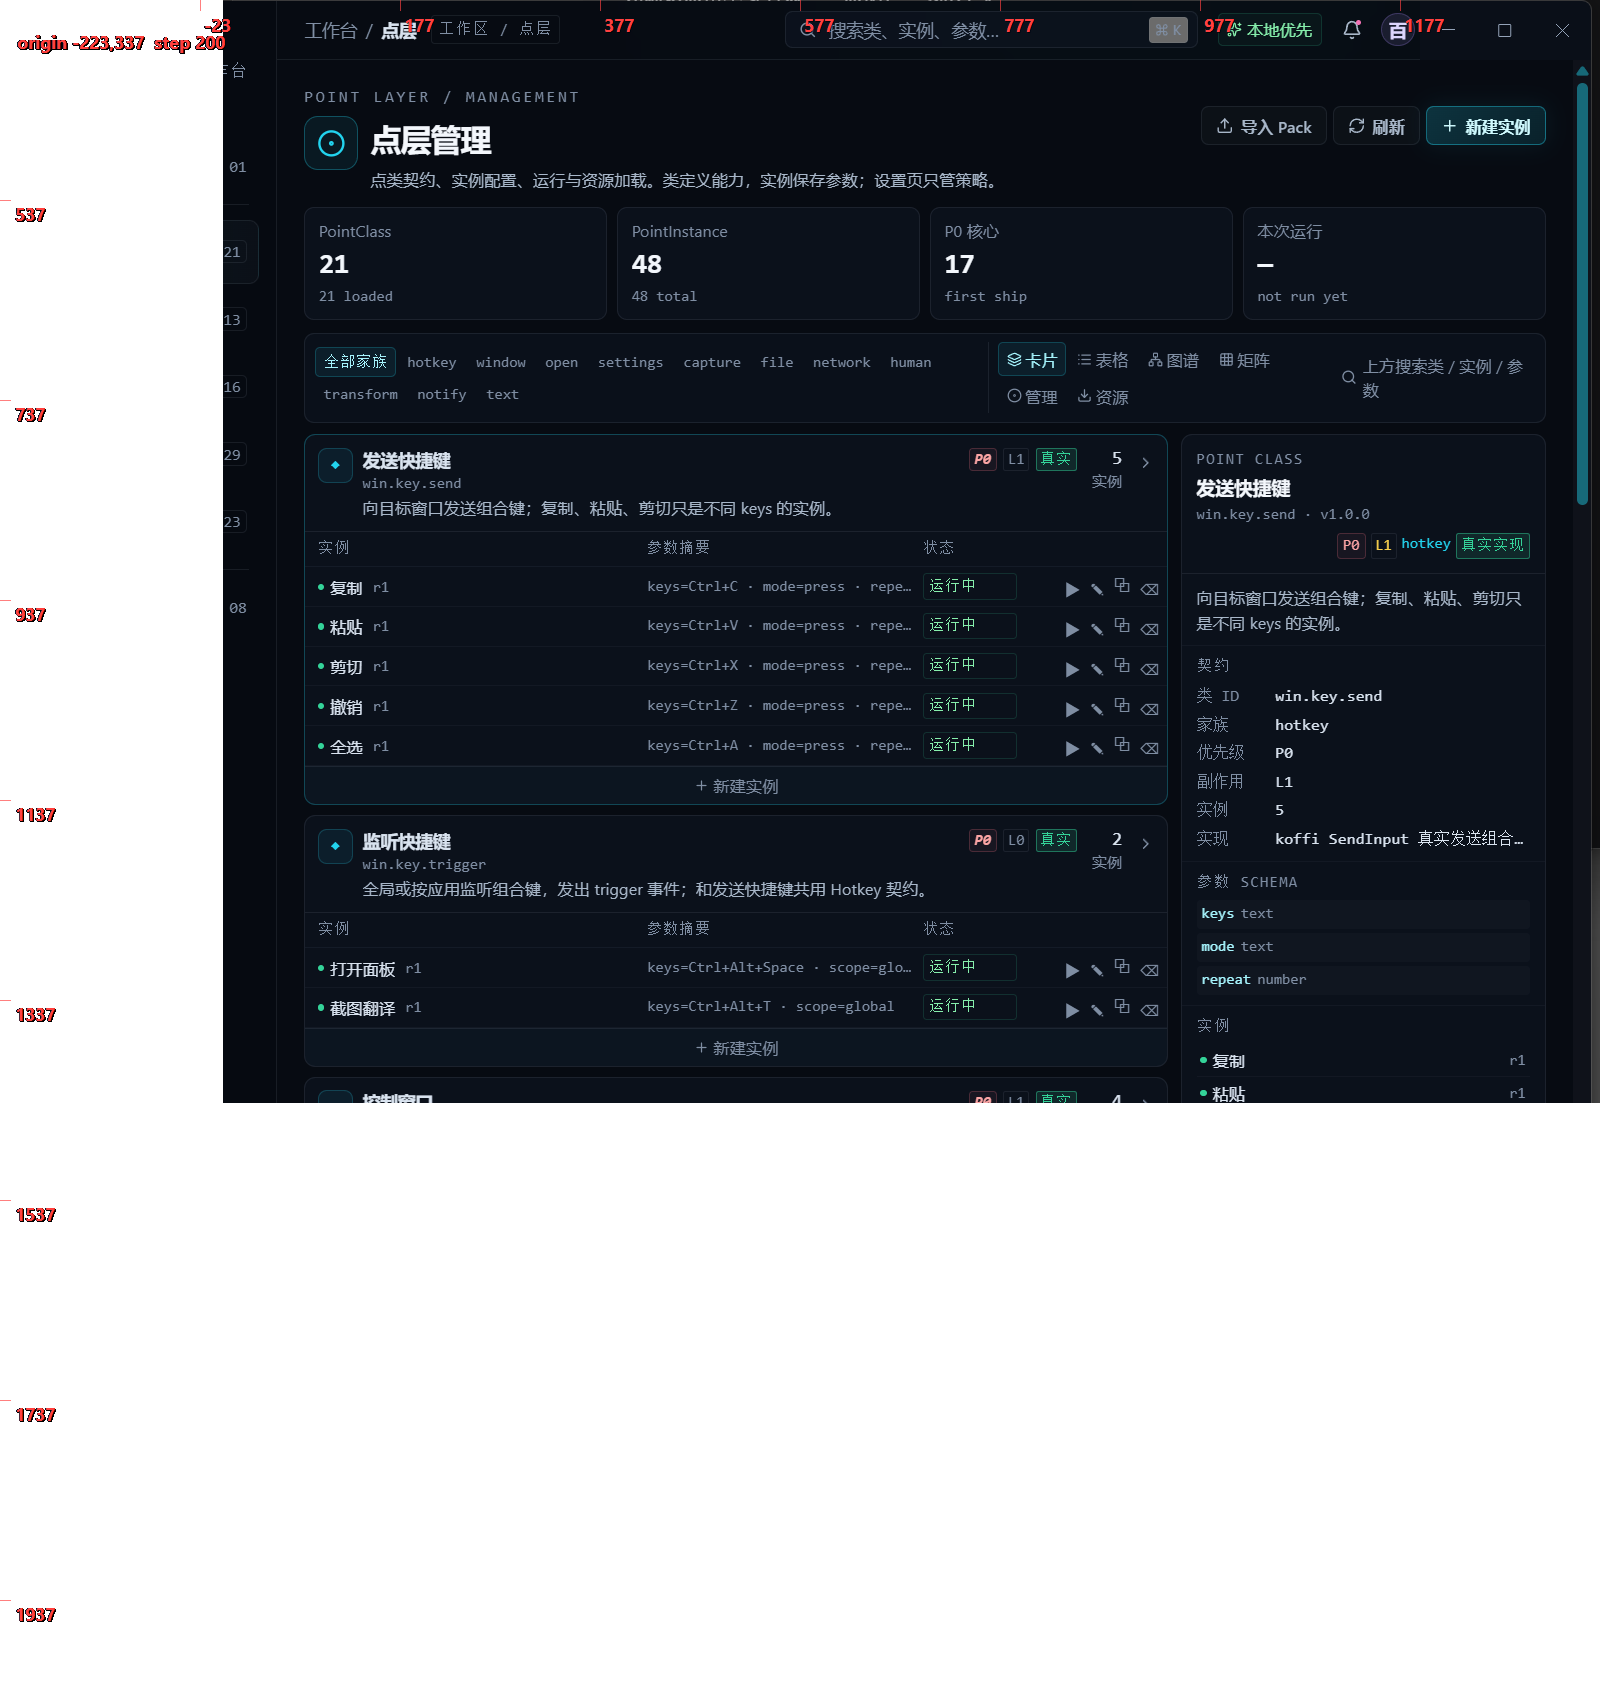 origin -223,337 step 200
-23
177
377
577
777
977
1177
工作台 / 点层
工作区 / 点层
搜索类、实例、参数...
⌘ K
本地优先
百
作台
01
21
13
16
29
23
08
537
737
937
1137
1337
1537
1737
1937
POINT LAYER / MANAGEMENT
点层管理
点类契约、实例配置、运行与资源加载。类定义能力，实例保存参数；设置页只管策略。
导入 Pack
刷新
+ 新建实例
PointClass
21
21 loaded
PointInstance
48
48 total
P0 核心
17
first ship
本次运行
—
not run yet
全部家族 hotkey window open settings capture file network human
transform notify text
卡片 表格 图谱 矩阵
管理 资源
上方搜索类 / 实例 / 参
数
发送快捷键
P0 L1 真实 5
win.key.send
实例
向目标窗口发送组合键；复制、粘贴、剪切只是不同 keys 的实例。
实例 参数摘要 状态
复制 r1 keys=Ctrl+C · mode=press · repe… 运行中
粘贴 r1 keys=Ctrl+V · mode=press · repe… 运行中
剪切 r1 keys=Ctrl+X · mode=press · repe… 运行中
撤销 r1 keys=Ctrl+Z · mode=press · repe… 运行中
全选 r1 keys=Ctrl+A · mode=press · repe… 运行中
+ 新建实例
监听快捷键
P0 L0 真实 2
win.key.trigger
实例
全局或按应用监听组合键，发出 trigger 事件；和发送快捷键共用 Hotkey 契约。
实例 参数摘要 状态
打开面板 r1 keys=Ctrl+Alt+Space · scope=glo… 运行中
截图翻译 r1 keys=Ctrl+Alt+T · scope=global 运行中
+ 新建实例
控制窗口
P0 L1 真实 4
POINT CLASS
发送快捷键
win.key.send · v1.0.0
P0 L1 hotkey 真实实现
向目标窗口发送组合键；复制、粘贴、剪切只
是不同 keys 的实例。
契约
类 ID win.key.send
家族 hotkey
优先级 P0
副作用 L1
实例 5
实现 koffi SendInput 真实发送组合…
参数 SCHEMA
keys text
mode text
repeat number
实例
复制 r1
粘贴 r1